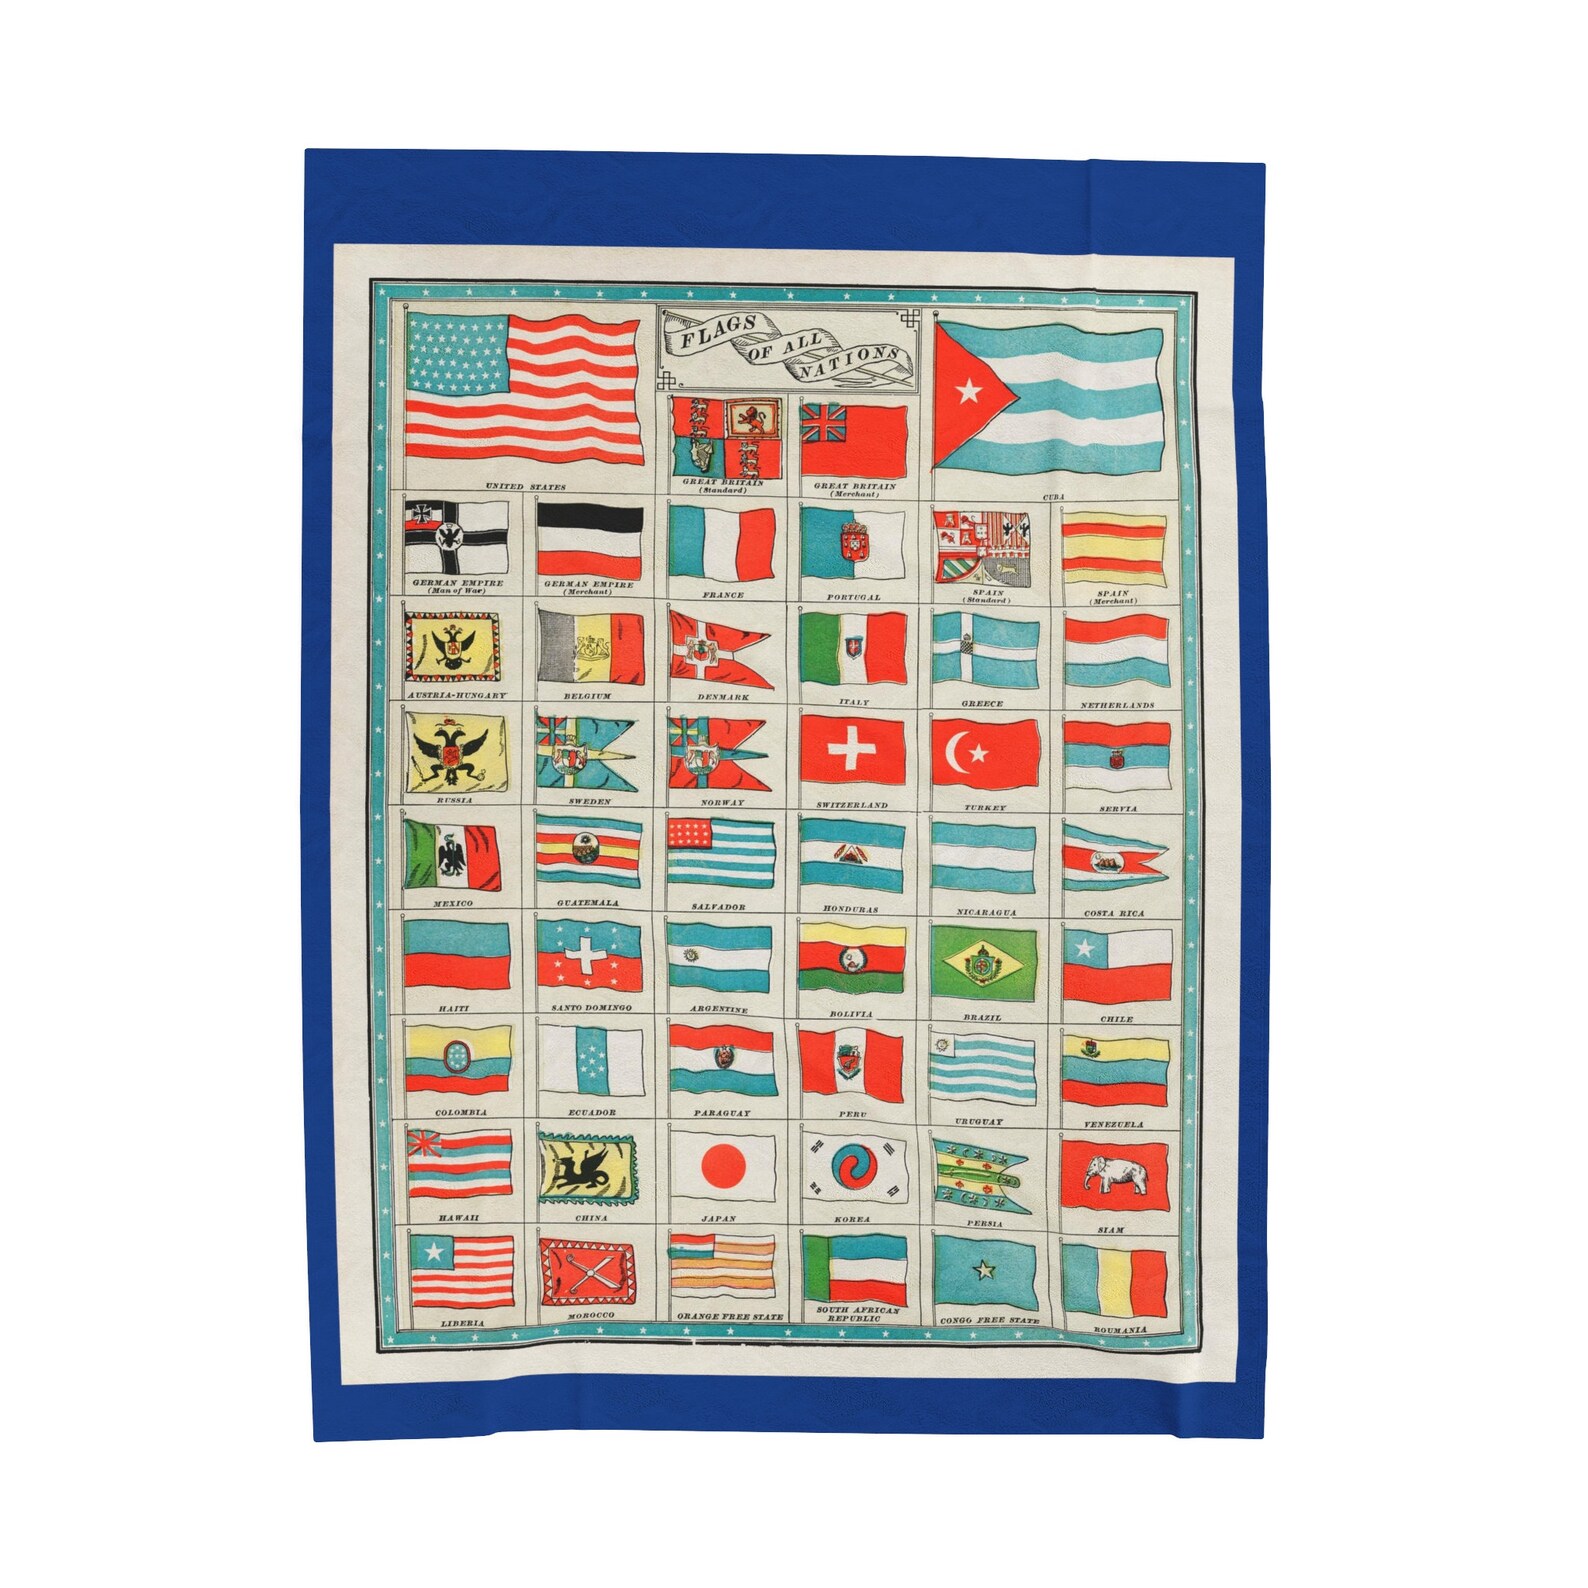 FLAGS
OF ALL
NATIONS
UNITED STATES
GREAT BRITAIN
(Standard)
GREAT BRITAIN
(Merchant)
CUBA
GERMAN EMPIRE
(Man of War)
GERMAN EMPIRE
(Merchant)
FRANCE
PORTUGAL
SPAIN
(Standard)
SPAIN
(Merchant)
AUSTRIA-HUNGARY
BELGIUM
DENMARK
ITALY
GREECE
NETHERLANDS
RUSSIA
SWEDEN
NORWAY
SWITZERLAND
TURKEY
SERVIA
MEXICO
GUATEMALA
SALVADOR
HONDURAS
NICARAGUA
COSTA RICA
HAITI
SANTO DOMINGO
ARGENTINE
BOLIVIA
BRAZIL
CHILE
COLOMBIA
ECUADOR
PARAGUAY
PERU
URUGUAY
VENEZUELA
HAWAII
CHINA
JAPAN
KOREA
PERSIA
SIAM
LIBERIA
MOROCCO
ORANGE FREE STATE
SOUTH AFRICAN
REPUBLIC
CONGO FREE STATE
ROUMANIA